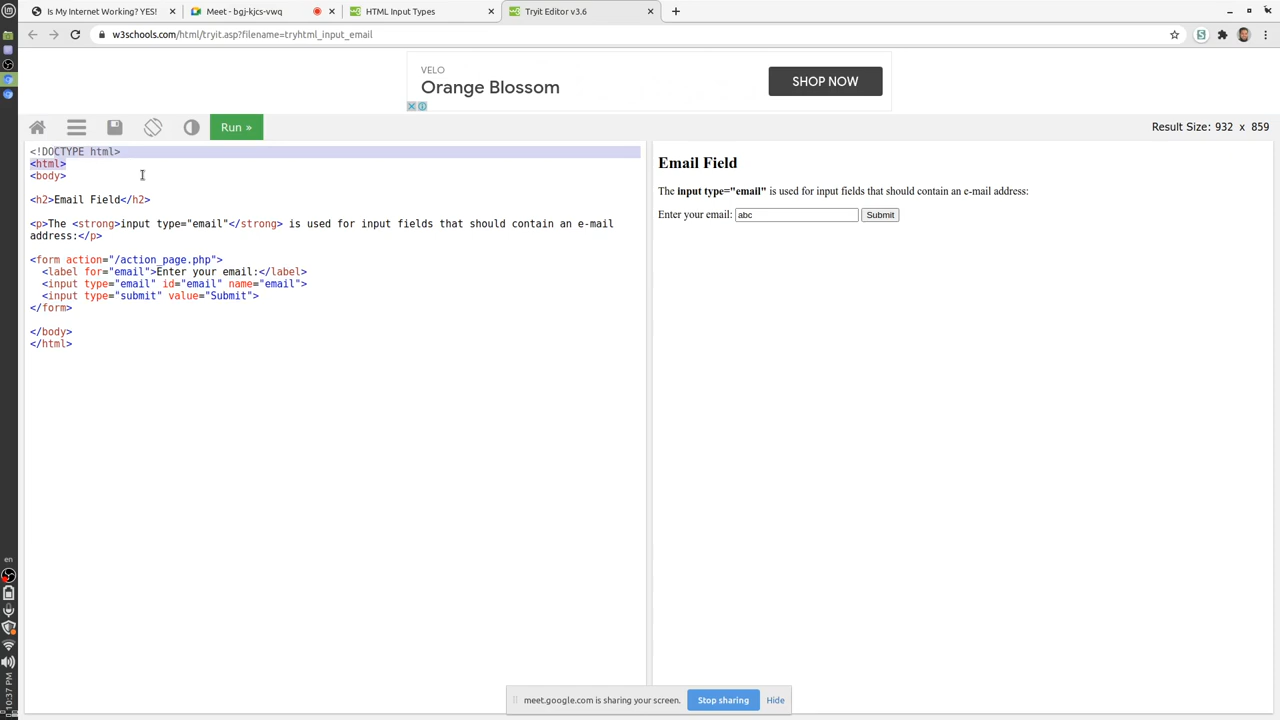 Is My Internet Working? YES!
Meet - bgj-kjcs-vwq
HTML Input Types
Tryit Editor v3.6
w3schools.com/html/tryit.asp?filename=tryhtml_input_email
VELO
Orange Blossom
SHOP NOW
Run »
Result Size: 932 x 859
<!DOCTYPE html>
<html>
<body>
<h2>Email Field</h2>
<p>The <strong>input type="email"</strong> is used for input fields that should contain an e-mail
address:</p>
<form action="/action_page.php">
<label for="email">Enter your email:</label>
<input type="email" id="email" name="email">
<input type="submit" value="Submit">
</form>
</body>
</html>
Email Field
The input type="email" is used for input fields that should contain an e-mail address:
Enter your email: abc Submit
en
10:37 PM
meet.google.com is sharing your screen. Stop sharing Hide